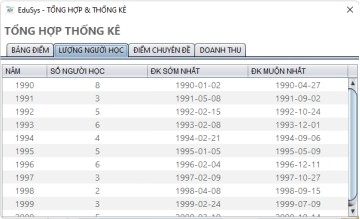 EduSys - TỔNG HỢP & THỐNG KÊ
TỔNG HỢP THỐNG KÊ
BẢNG ĐIỂM LƯỢNG NGƯỜI HỌC ĐIỂM CHUYÊN ĐỀ DOANH THU
NĂM SỐ NGƯỜI HỌC ĐK SỚM NHẤT ĐK MUỘN NHẤT
1990 8 1990-01-02 1990-04-27
1991 3 1991-05-08 1991-09-02
1992 5 1992-02-15 1992-10-24
1993 6 1993-02-08 1993-12-01
1994 4 1994-02-21 1994-09-06
1995 5 1995-01-05 1995-05-09
1996 6 1996-02-04 1996-12-11
1997 3 1997-02-09 1997-10-27
1998 2 1998-04-08 1998-09-15
1999 3 1999-02-24 1999-07-09